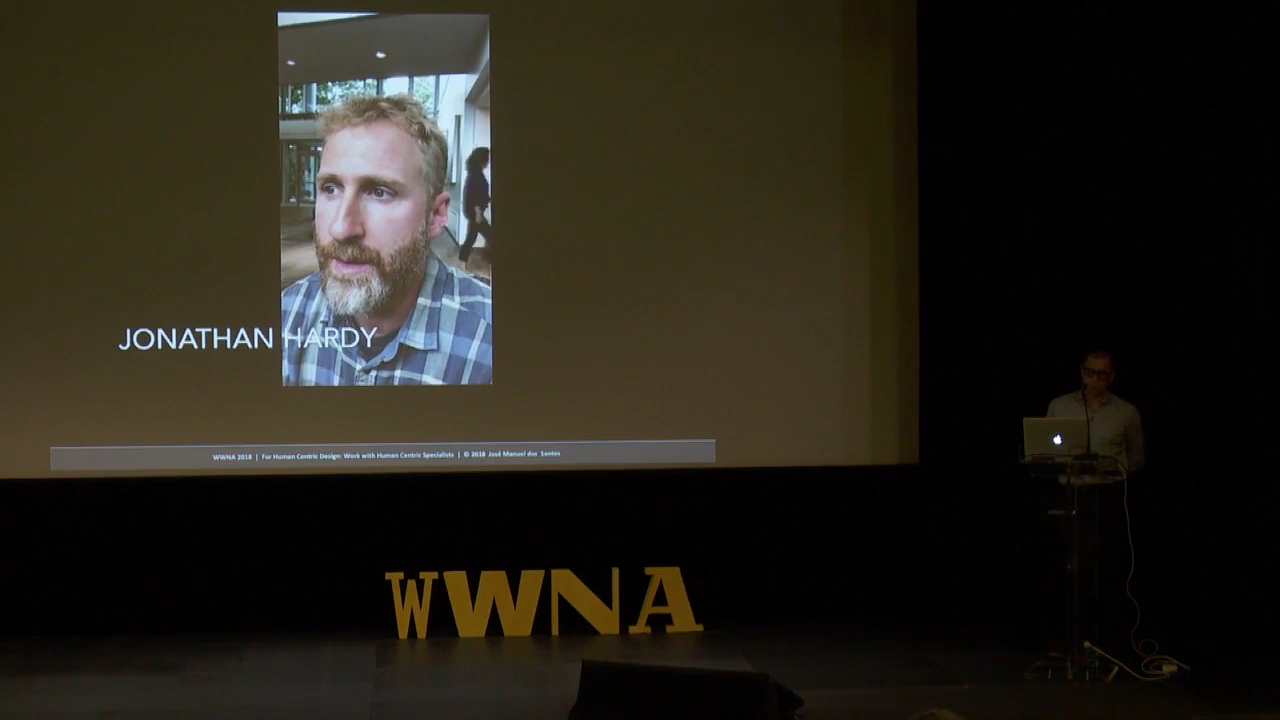 JONATHAN HARDY
WWNA 2018 | For Human Centric Design: Work with Human Centric Specialists | © 2018 José Manuel dos Santos
WWNA